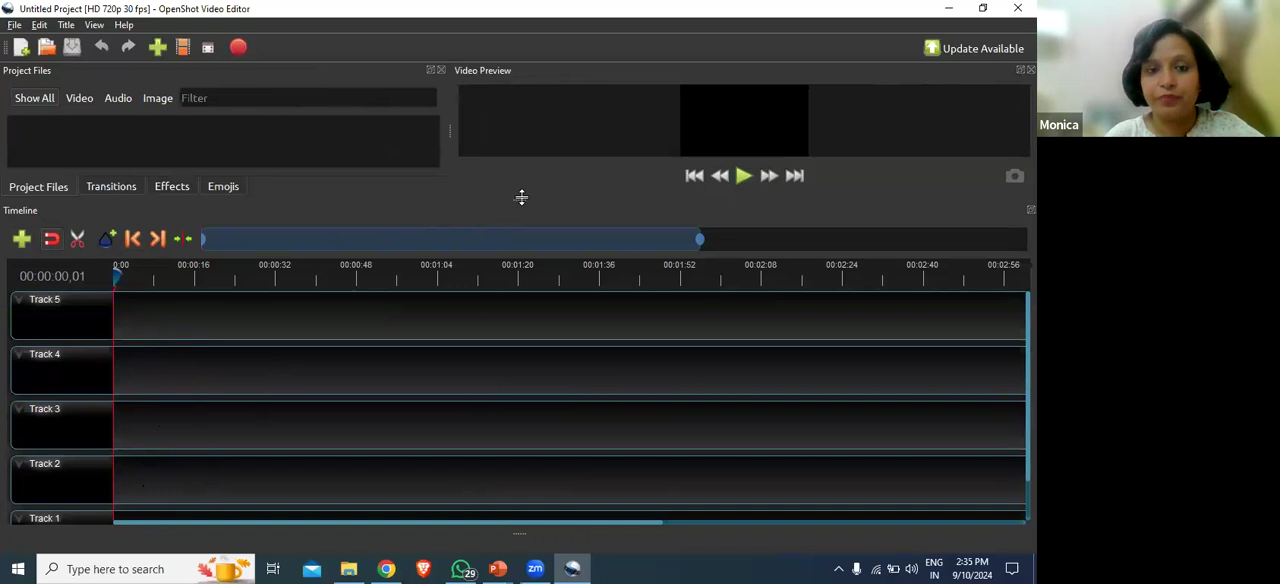 Untitled Project [HD 720p 30 fps] - OpenShot Video Editor
File Edit Title View Help
Update Available
Project Files
Video Preview
Show All Video Audio Image Filter
Monica
Project Files Transitions Effects Emojis
Timeline
00:00:00,01
0:00 00:00:16 00:00:32 00:00:48 00:01:04 00:01:20 00:01:36 00:01:52 00:02:08 00:02:24 00:02:40 00:02:56
Track 5
Track 4
Track 3
Track 2
Track 1
Type here to search
29
zm
ENG
IN
2:35 PM
9/10/2024